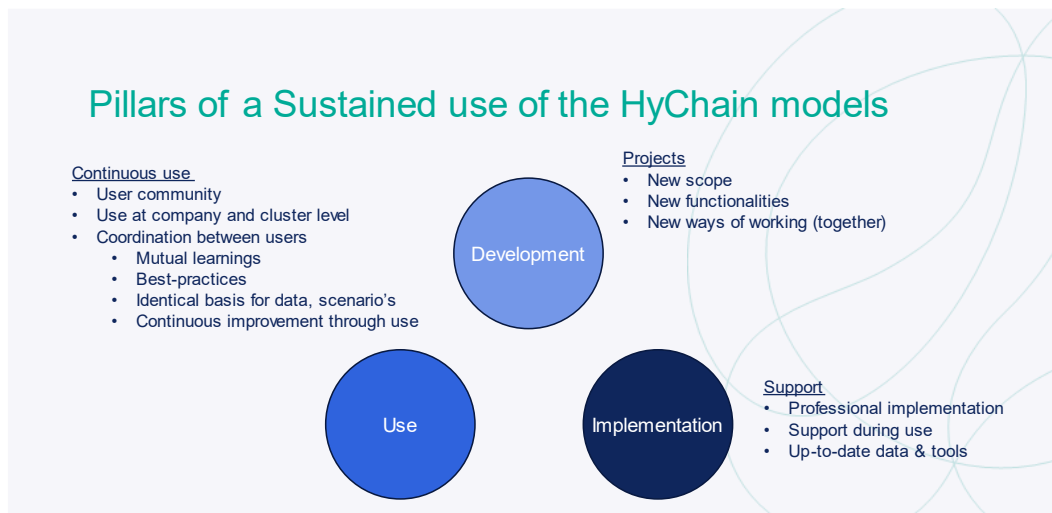 Pillars of a Sustained use of the HyChain models
Continuous use
• User community
• Use at company and cluster level
• Coordination between users
• Mutual learnings
• Best-practices
• Identical basis for data, scenario's
• Continuous improvement through use
Projects
• New scope
• New functionalities
• New ways of working (together)
Development
Use
Implementation
Support
• Professional implementation
• Support during use
• Up-to-date data & tools